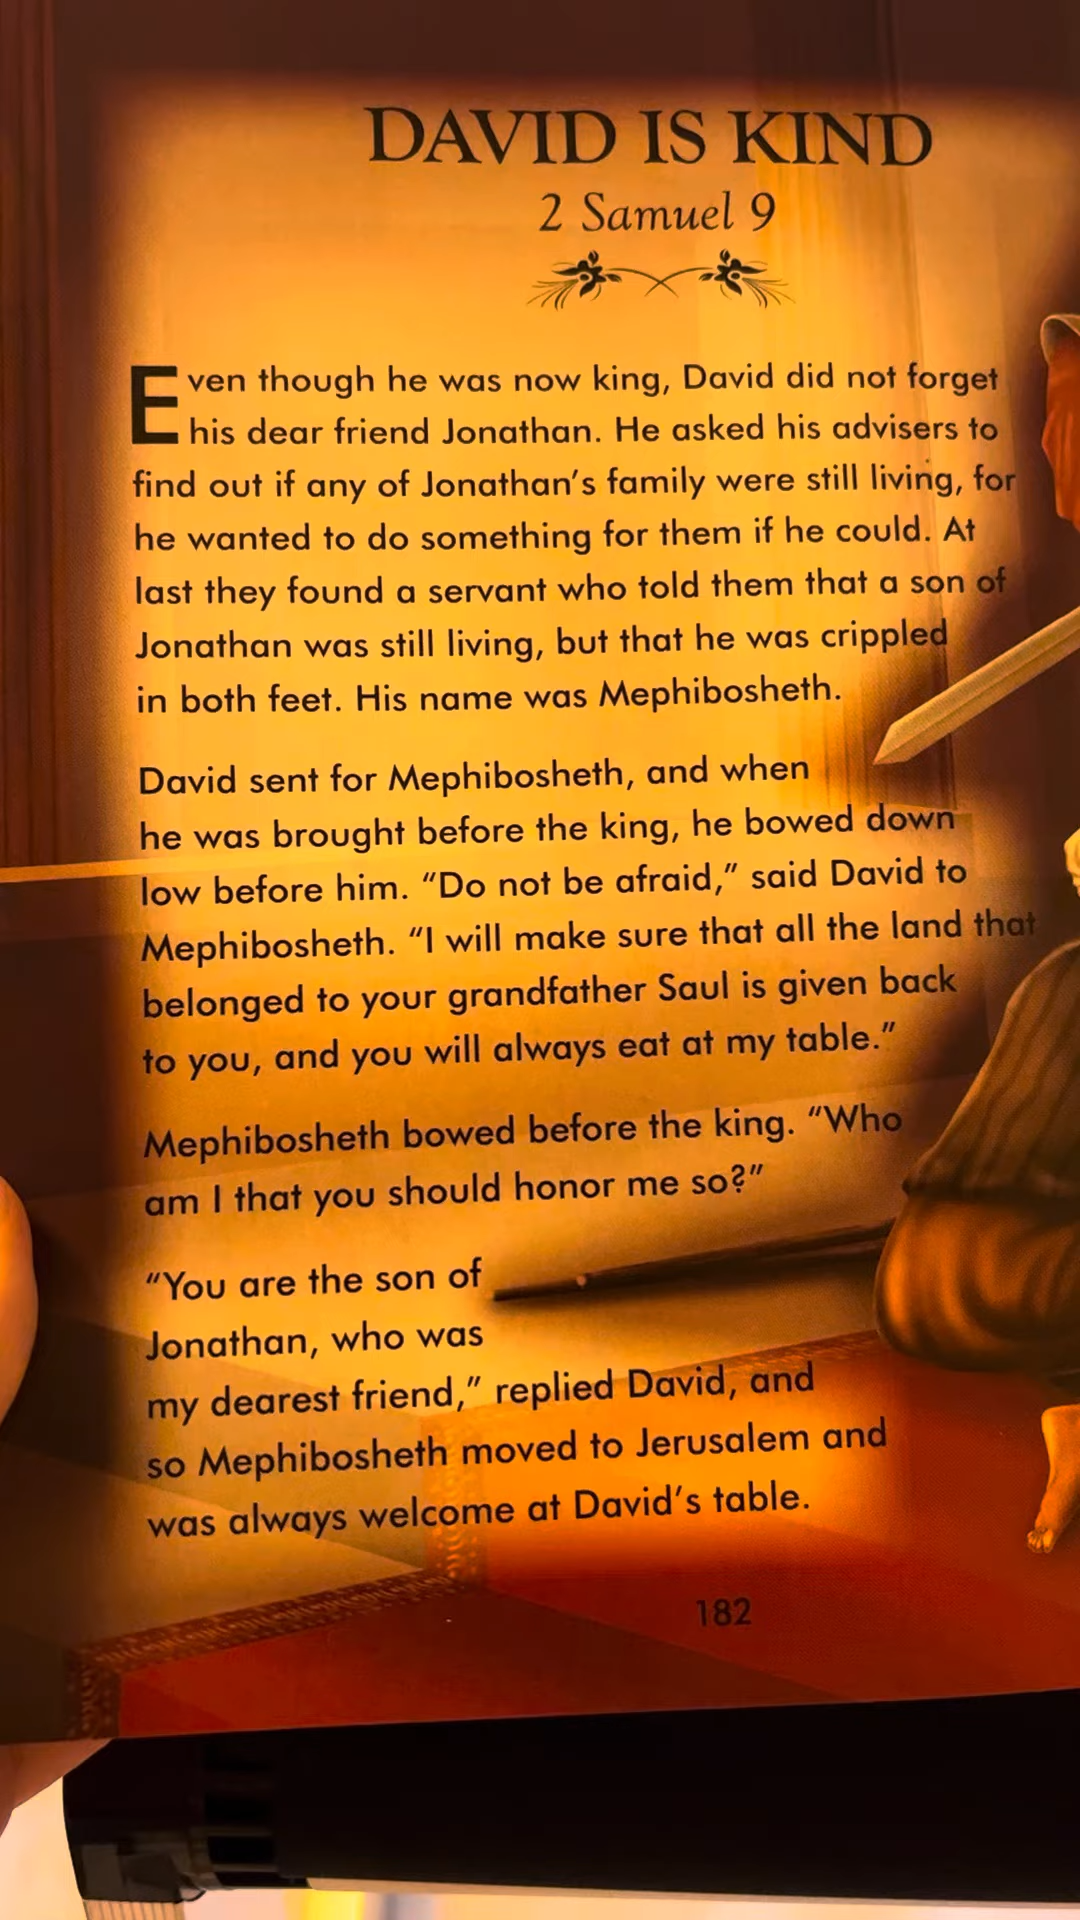 DAVID IS KIND
2 Samuel 9
Even though he was now king, David did not forget
his dear friend Jonathan. He asked his advisers to
find out if any of Jonathan's family were still living, for
he wanted to do something for them if he could. At
last they found a servant who told them that a son of
Jonathan was still living, but that he was crippled
in both feet. His name was Mephibosheth.
David sent for Mephibosheth, and when
he was brought before the king, he bowed down
low before him. “Do not be afraid,” said David to
Mephibosheth. “I will make sure that all the land that
belonged to your grandfather Saul is given back
to you, and you will always eat at my table.”
Mephibosheth bowed before the king. “Who
am I that you should honor me so?”
“You are the son of
Jonathan, who was
my dearest friend,” replied David, and
so Mephibosheth moved to Jerusalem and
was always welcome at David's table.
182